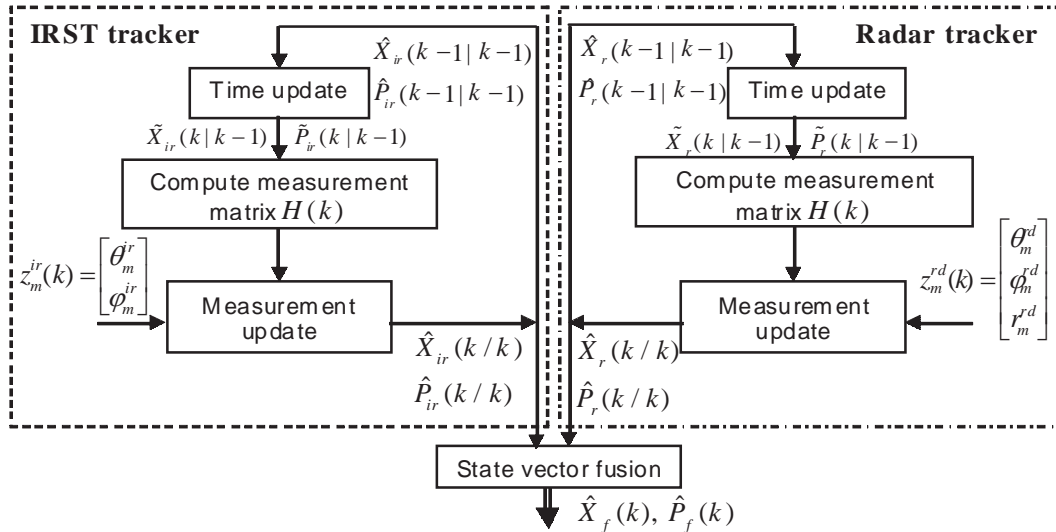 IRST tracker
X̂_ir(k−1|k−1)
Time update
P̂_ir(k−1|k−1)
X̃_ir(k|k−1) P̃_ir(k|k−1)
Compute measurement
matrix H(k)
z_m^ir(k) = [θ_m^ir
φ_m^ir]
Measurement
update
X̂_ir(k/k)
P̂_ir(k/k)
Radar tracker
X̂_r(k−1|k−1)
P̂_r(k−1|k−1)
Time update
X̃_r(k|k−1) P̃_r(k|k−1)
Compute measurement
matrix H(k)
z_m^rd(k) = [θ_m^rd
φ_m^rd
r_m^rd]
Measurement
update
X̂_r(k/k)
P̂_r(k/k)
State vector fusion
X̂_f(k), P̂_f(k)